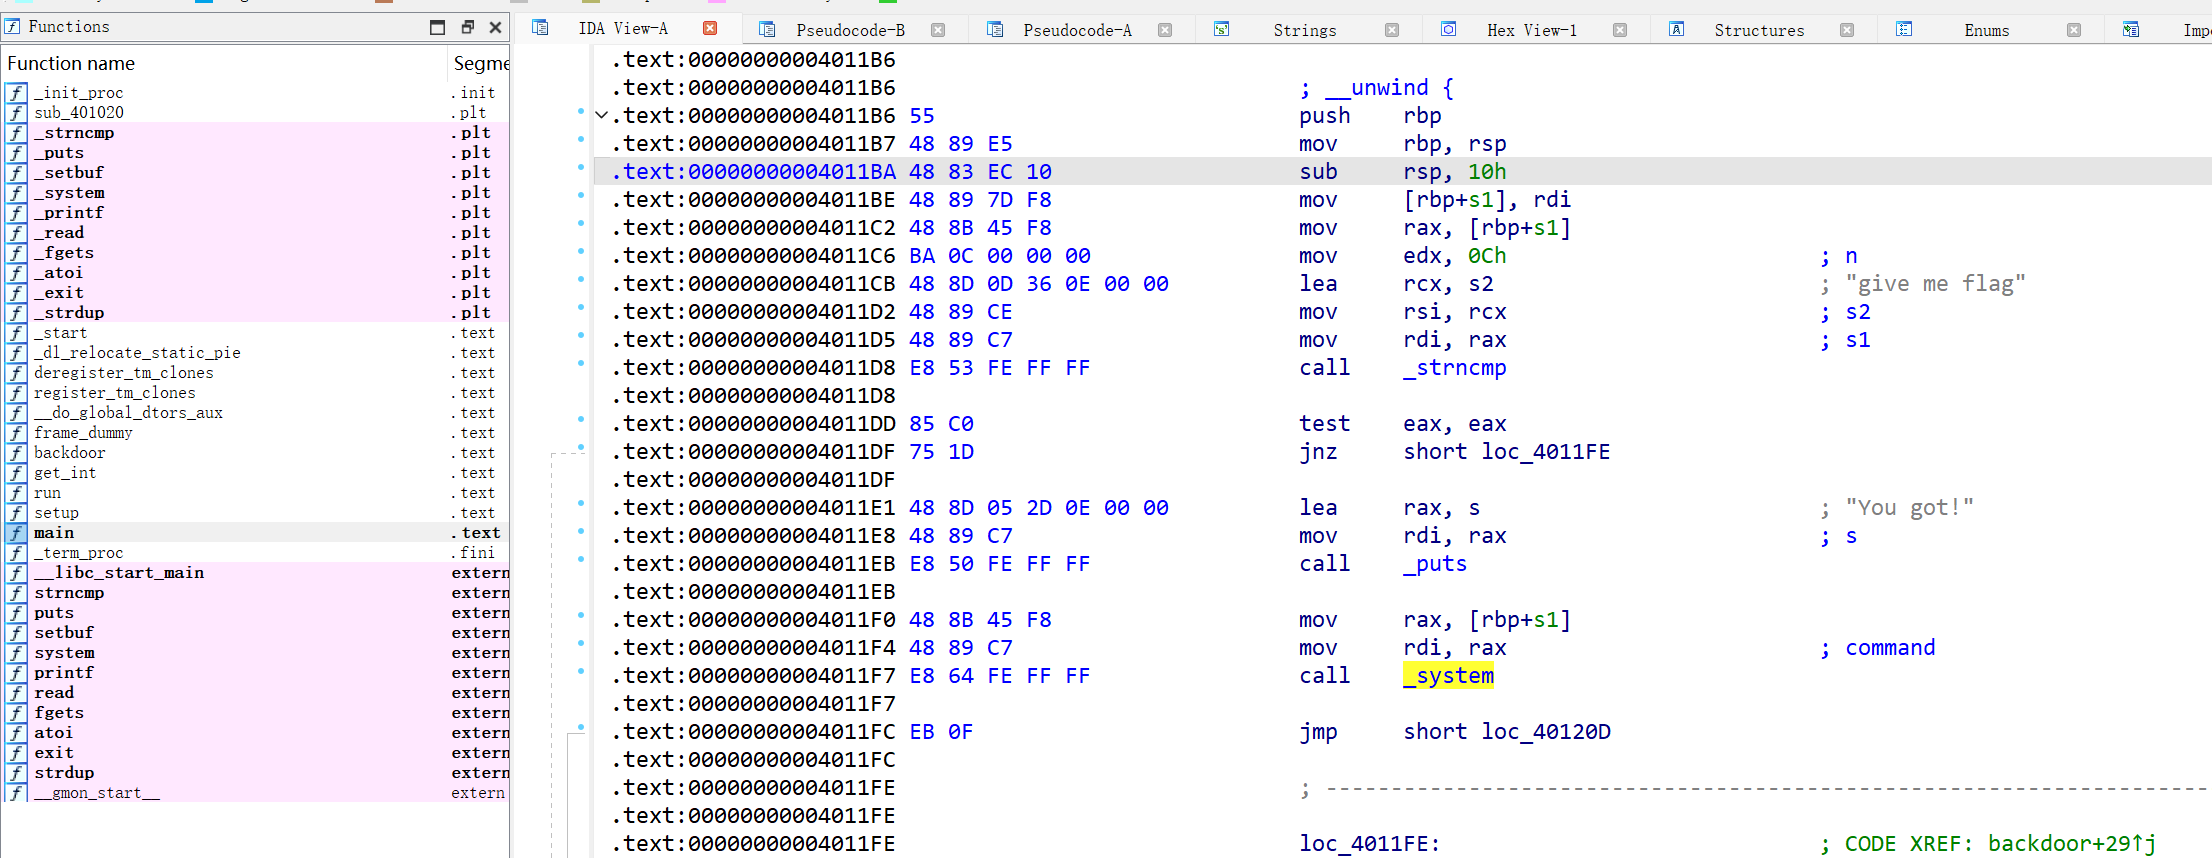 Functions
IDA View-A
Pseudocode-B
Pseudocode-A
Strings
Hex View-1
Structures
Enums
Function name
Segme
f _init_proc .init
f sub_401020 .plt
f _strncmp .plt
f _puts .plt
f _setbuf .plt
f _system .plt
f _printf .plt
f _read .plt
f _fgets .plt
f _atoi .plt
f _exit .plt
f _strdup .plt
f _start .text
f _dl_relocate_static_pie .text
f deregister_tm_clones .text
f register_tm_clones .text
f __do_global_dtors_aux .text
f frame_dummy .text
f backdoor .text
f get_int .text
f run .text
f setup .text
f main .text
f _term_proc .fini
f __libc_start_main extern
f strncmp extern
f puts extern
f setbuf extern
f system extern
f printf extern
f read extern
f fgets extern
f atoi extern
f exit extern
f strdup extern
f __gmon_start__ extern
.text:00000000004011B6
.text:00000000004011B6 ; __unwind {
.text:00000000004011B6 55 push rbp
.text:00000000004011B7 48 89 E5 mov rbp, rsp
.text:00000000004011BA 48 83 EC 10 sub rsp, 10h
.text:00000000004011BE 48 89 7D F8 mov [rbp+s1], rdi
.text:00000000004011C2 48 8B 45 F8 mov rax, [rbp+s1]
.text:00000000004011C6 BA 0C 00 00 00 mov edx, 0Ch ; n
.text:00000000004011CB 48 8D 0D 36 0E 00 00 lea rcx, s2 ; "give me flag"
.text:00000000004011D2 48 89 CE mov rsi, rcx ; s2
.text:00000000004011D5 48 89 C7 mov rdi, rax ; s1
.text:00000000004011D8 E8 53 FE FF FF call _strncmp
.text:00000000004011D8
.text:00000000004011DD 85 C0 test eax, eax
.text:00000000004011DF 75 1D jnz short loc_4011FE
.text:00000000004011DF
.text:00000000004011E1 48 8D 05 2D 0E 00 00 lea rax, s ; "You got!"
.text:00000000004011E8 48 89 C7 mov rdi, rax ; s
.text:00000000004011EB E8 50 FE FF FF call _puts
.text:00000000004011EB
.text:00000000004011F0 48 8B 45 F8 mov rax, [rbp+s1]
.text:00000000004011F4 48 89 C7 mov rdi, rax ; command
.text:00000000004011F7 E8 64 FE FF FF call _system
.text:00000000004011F7
.text:00000000004011FC EB 0F jmp short loc_40120D
.text:00000000004011FC
.text:00000000004011FE ; ---------------------------------------------------------------------
.text:00000000004011FE
.text:00000000004011FE loc_4011FE: ; CODE XREF: backdoor+29↑j